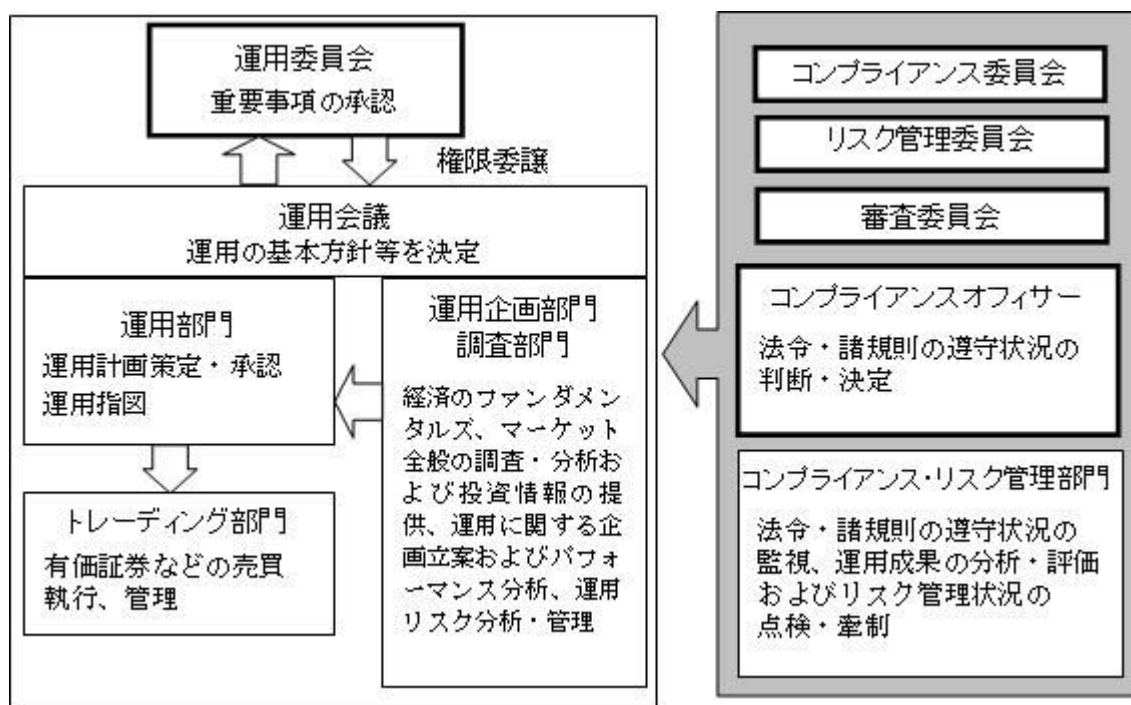 運用委員会
重要事項の承認
権限委譲
運用会議
運用の基本方針等を決定
運用部門
運用計画策定・承認
運用指図
トレーディング部門
有価証券などの売買
執行、管理
運用企画部門
調査部門
経済のファンダメン
タルズ、マーケット
全般の調査・分析お
よび投資情報の提
供、運用に関する企
画立案およびパフォ
ーマンス分析、運用
リスク分析・管理
コンプライアンス委員会
リスク管理委員会
審査委員会
コンプライアンスオフィサー
法令・諸規則の遵守状況の
判断・決定
コンプライアンス・リスク管理部門
法令・諸規則の遵守状況の
監視、運用成果の分析・評価
およびリスク管理状況の
点検・牽制